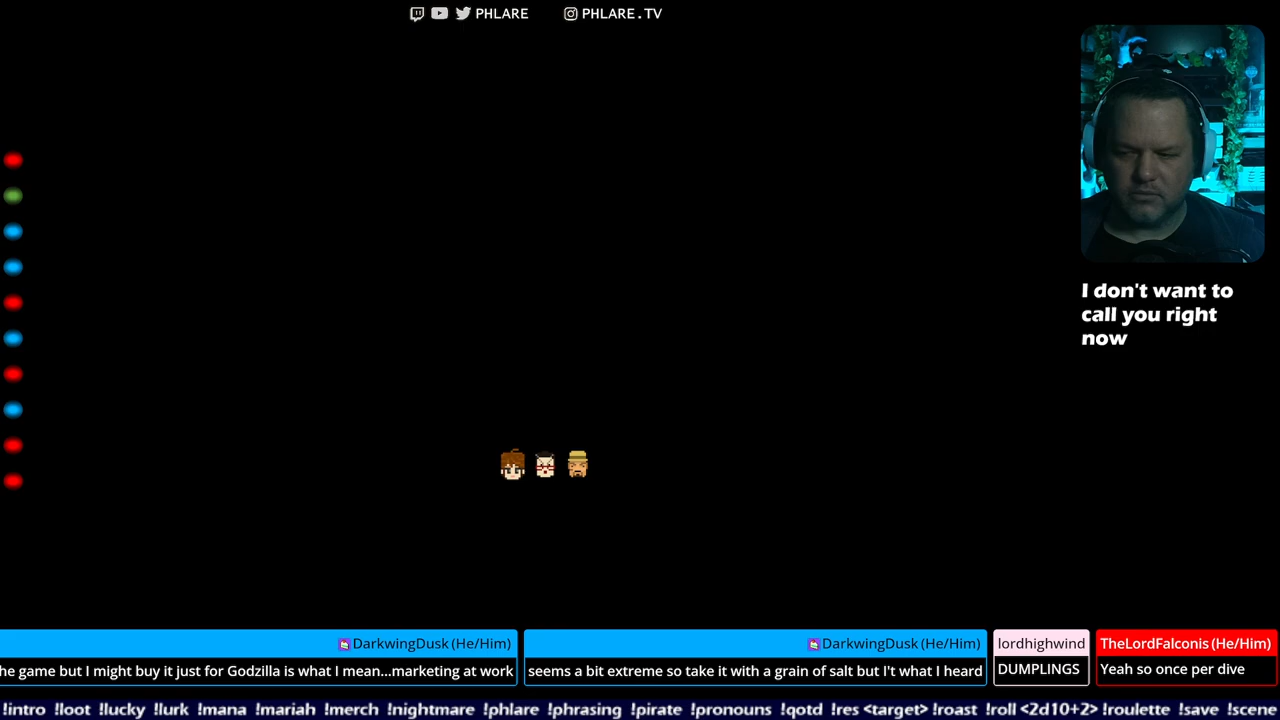 PHLARE
PHLARE.TV
I don't want to
call you right
now
DarkwingDusk (He/Him)
he game but I might buy it just for Godzilla is what I mean...marketing at work
DarkwingDusk (He/Him)
seems a bit extreme so take it with a grain of salt but I't what I heard
lordhighwind
DUMPLINGS
TheLordFalconis (He/Him)
Yeah so once per dive
!intro !loot !lucky !lurk !mana !mariah !merch !nightmare !phlare !phrasing !pirate !pronouns !qotd !res <target> !roast !roll <2d10+2> !roulette !save !scene